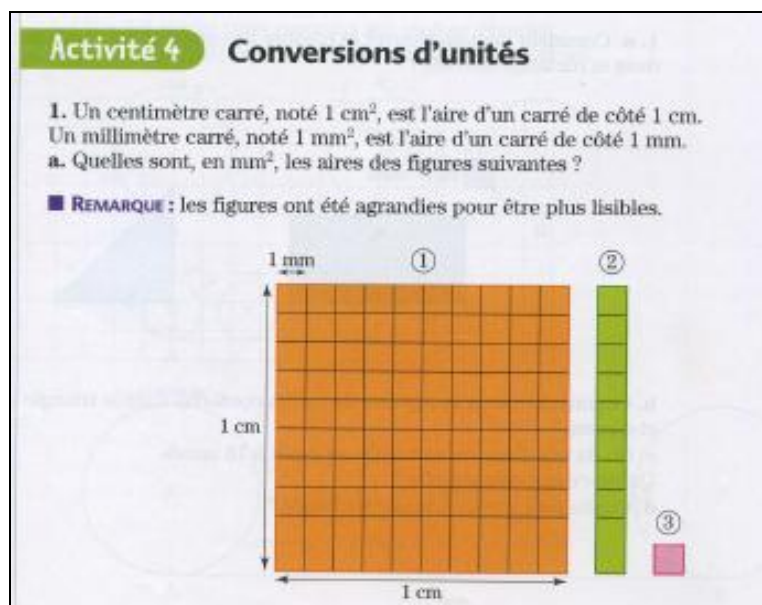 Activité 4 Conversions d'unités
1. Un centimètre carré, noté 1 cm², est l'aire d'un carré de côté 1 cm.
Un millimètre carré, noté 1 mm², est l'aire d'un carré de côté 1 mm.
a. Quelles sont, en mm², les aires des figures suivantes ?
■ REMARQUE : les figures ont été agrandies pour être plus lisibles.
1 mm ① ②
1 cm
③
1 cm